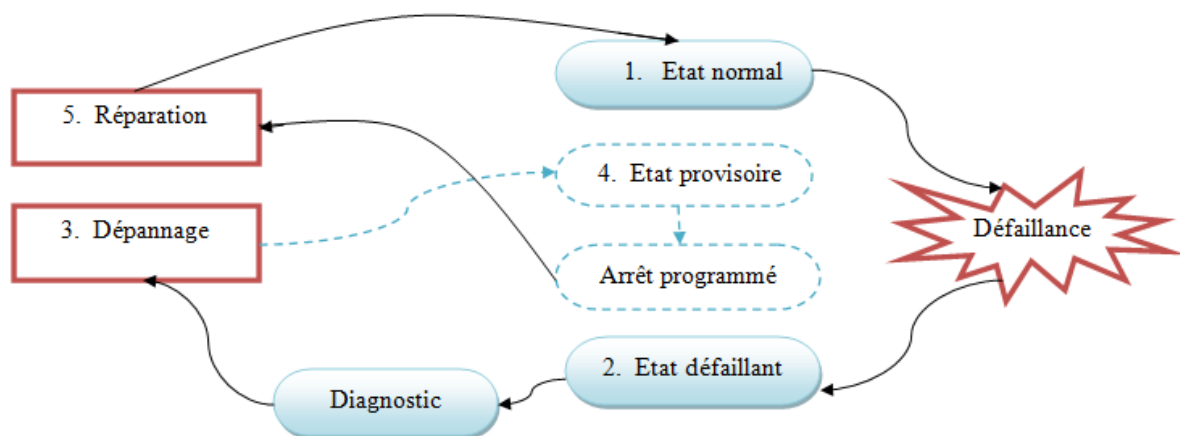 1. Etat normal
5. Réparation
4. Etat provisoire
3. Dépannage
Défaillance
Arrêt programmé
2. Etat défaillant
Diagnostic